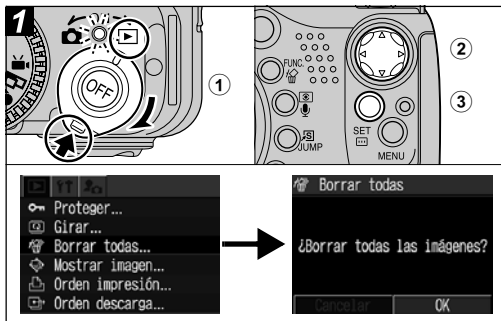 1
OFF
1
FUNC.
SET
JUMP
MENU
2
3
Proteger...
Girar...
Borrar todas...
Mostrar imagen...
Orden impresión...
Orden descarga...
Borrar todas
¿Borrar todas las imágenes?
Cancelar
OK